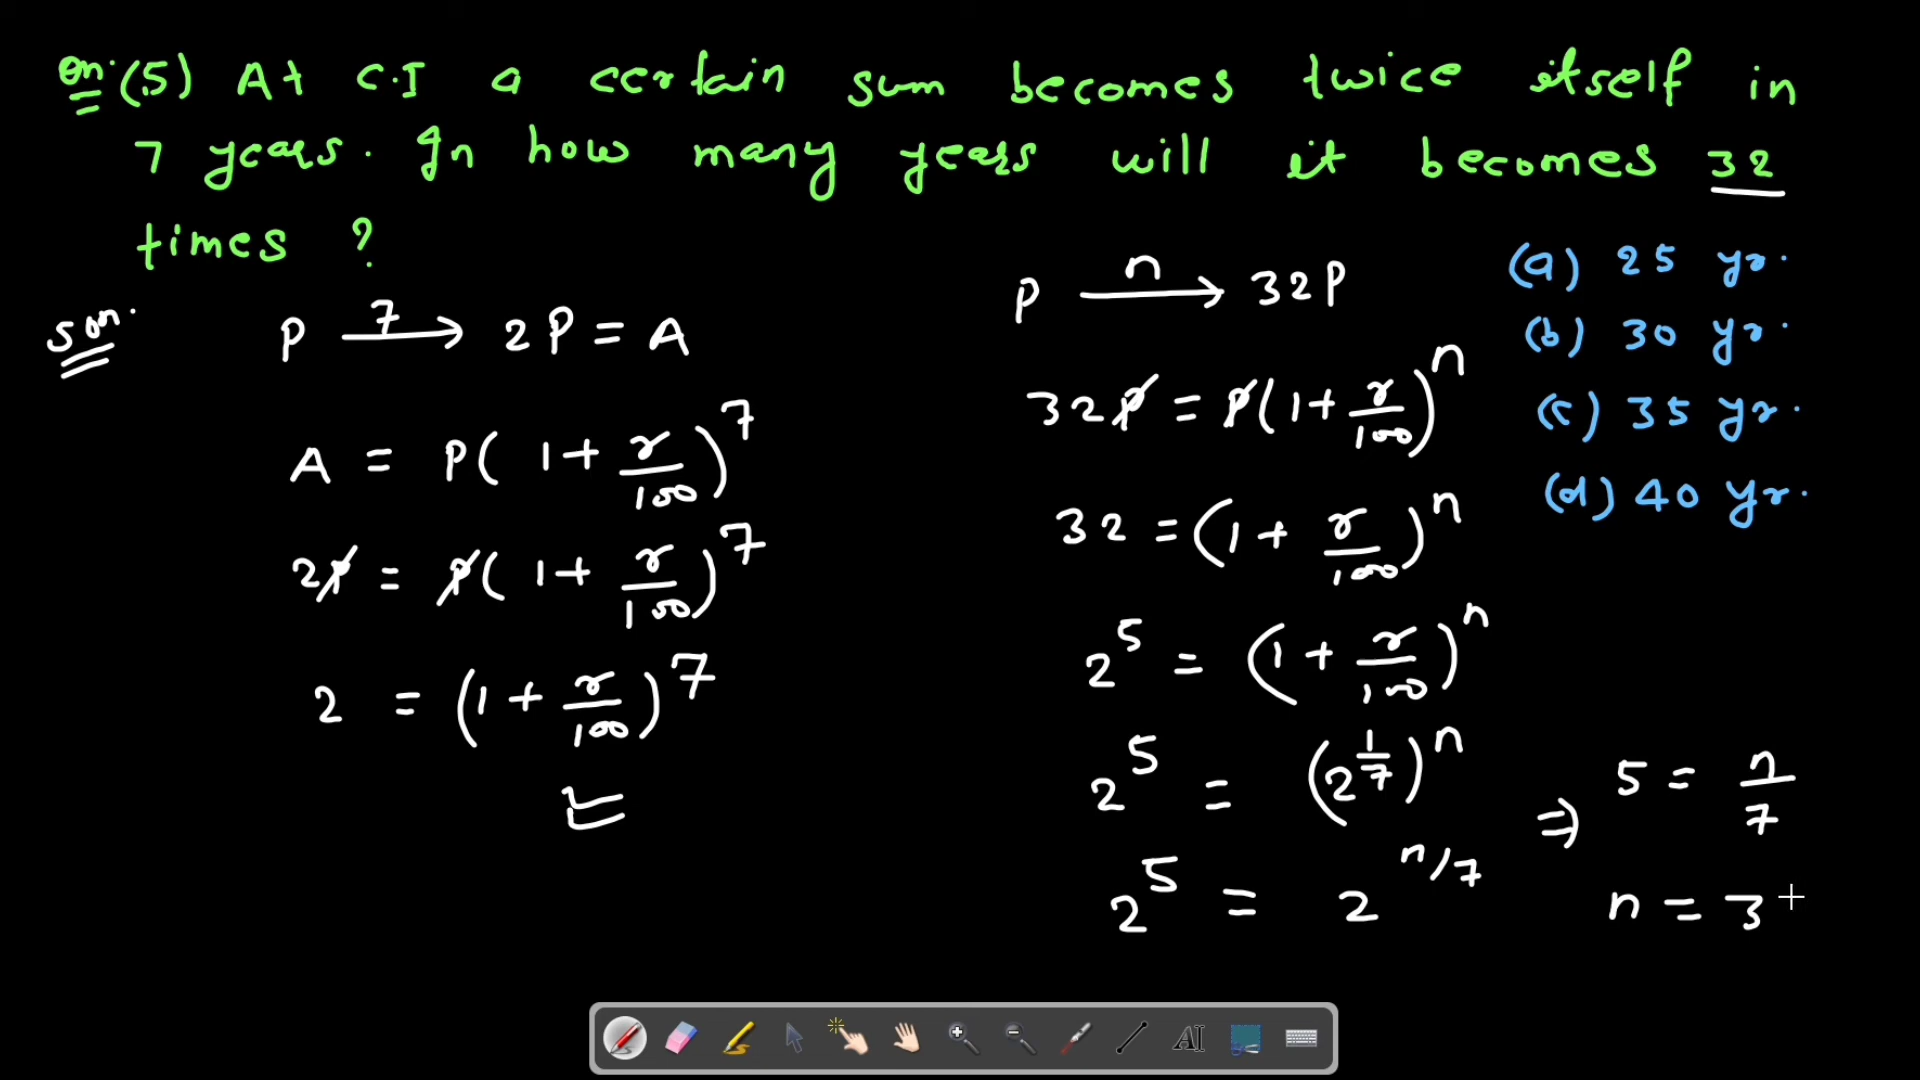 Qn. (5) At C.I a certain sum becomes twice itself in
7 years. In how many years will it becomes 32
times ?
Soln.
P —7→ 2P = A
A = P(1 + r/100)^7
2P = P(1 + r/100)^7
2 = (1 + r/100)^7
P —n→ 32P
32P = P(1 + r/100)^n
32 = (1 + r/100)^n
2^5 = (1 + r/100)^n
2^5 = (2^1/7)^n
2^5 = 2^n/7
⇒ 5 = n/7
n = 3
(a) 25 yr.
(b) 30 yr.
(c) 35 yr.
(d) 40 yr.
AI